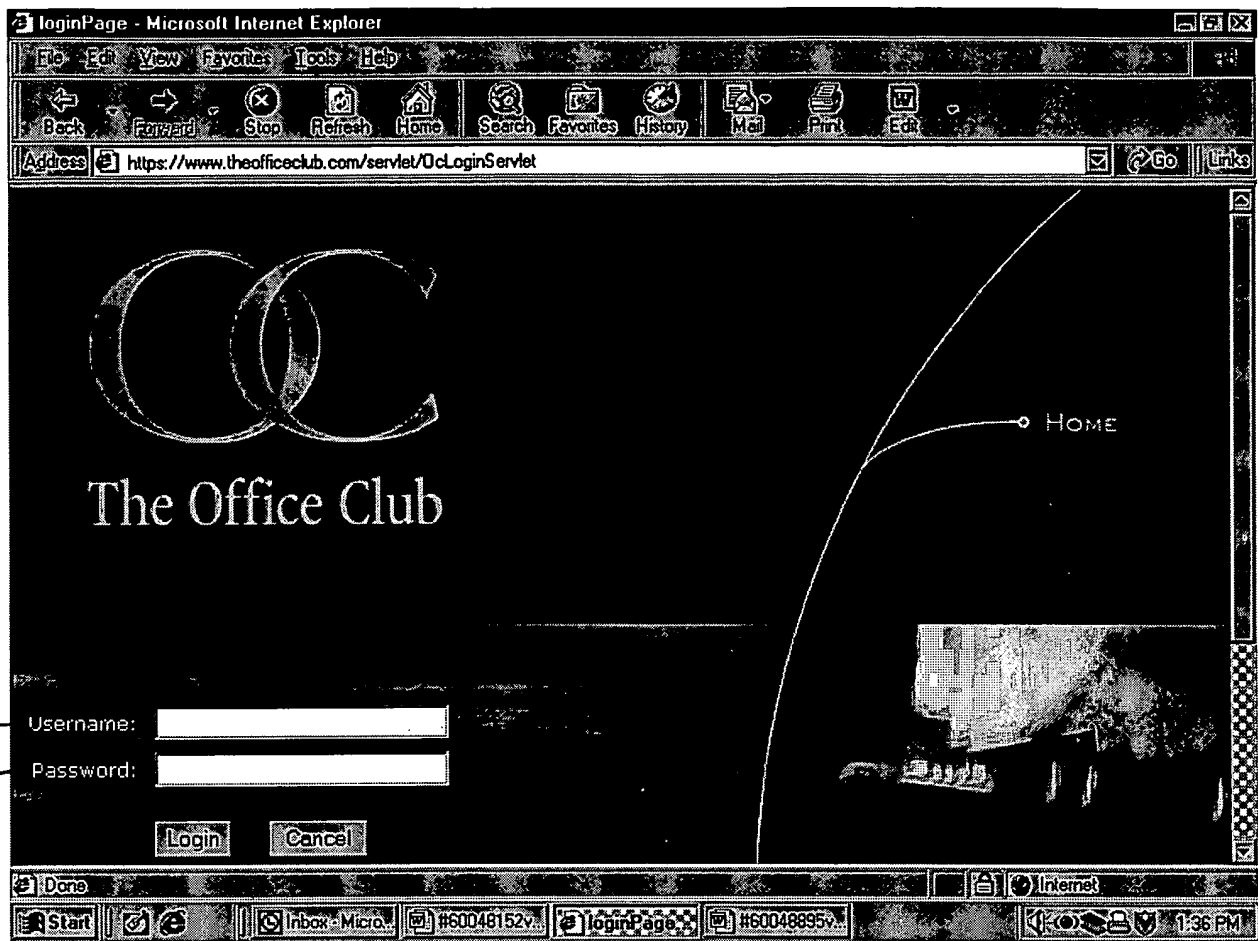 loginPage - Microsoft Internet Explorer
File Edit View Favorites Tools Help
Back Forward Stop Refresh Home Search Favorites History Mail Print Edit
Address https://www.theofficeclub.com/servlet/OcLoginServlet Go Links
OC
HOME
The Office Club
Username:
Password:
Login Cancel
Done Internet
Start Inbox - Micro... #60048152v... loginPage #60048895v... 1:36 PM